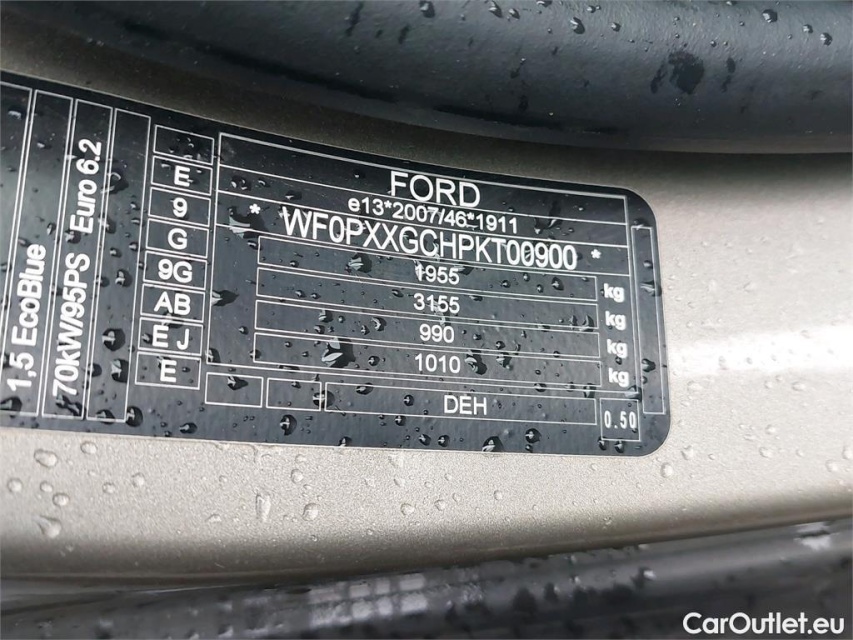 FORD
e13*2007/46*1911
* WF0PXXGCHPKT00900 *
1955 kg
3155 kg
990 kg
1010 kg
DEH
0.50
E
9
G
9G
AB
EJ
E
1,5 EcoBlue
70kW/95PS Euro 6.2
CarOutlet.eu